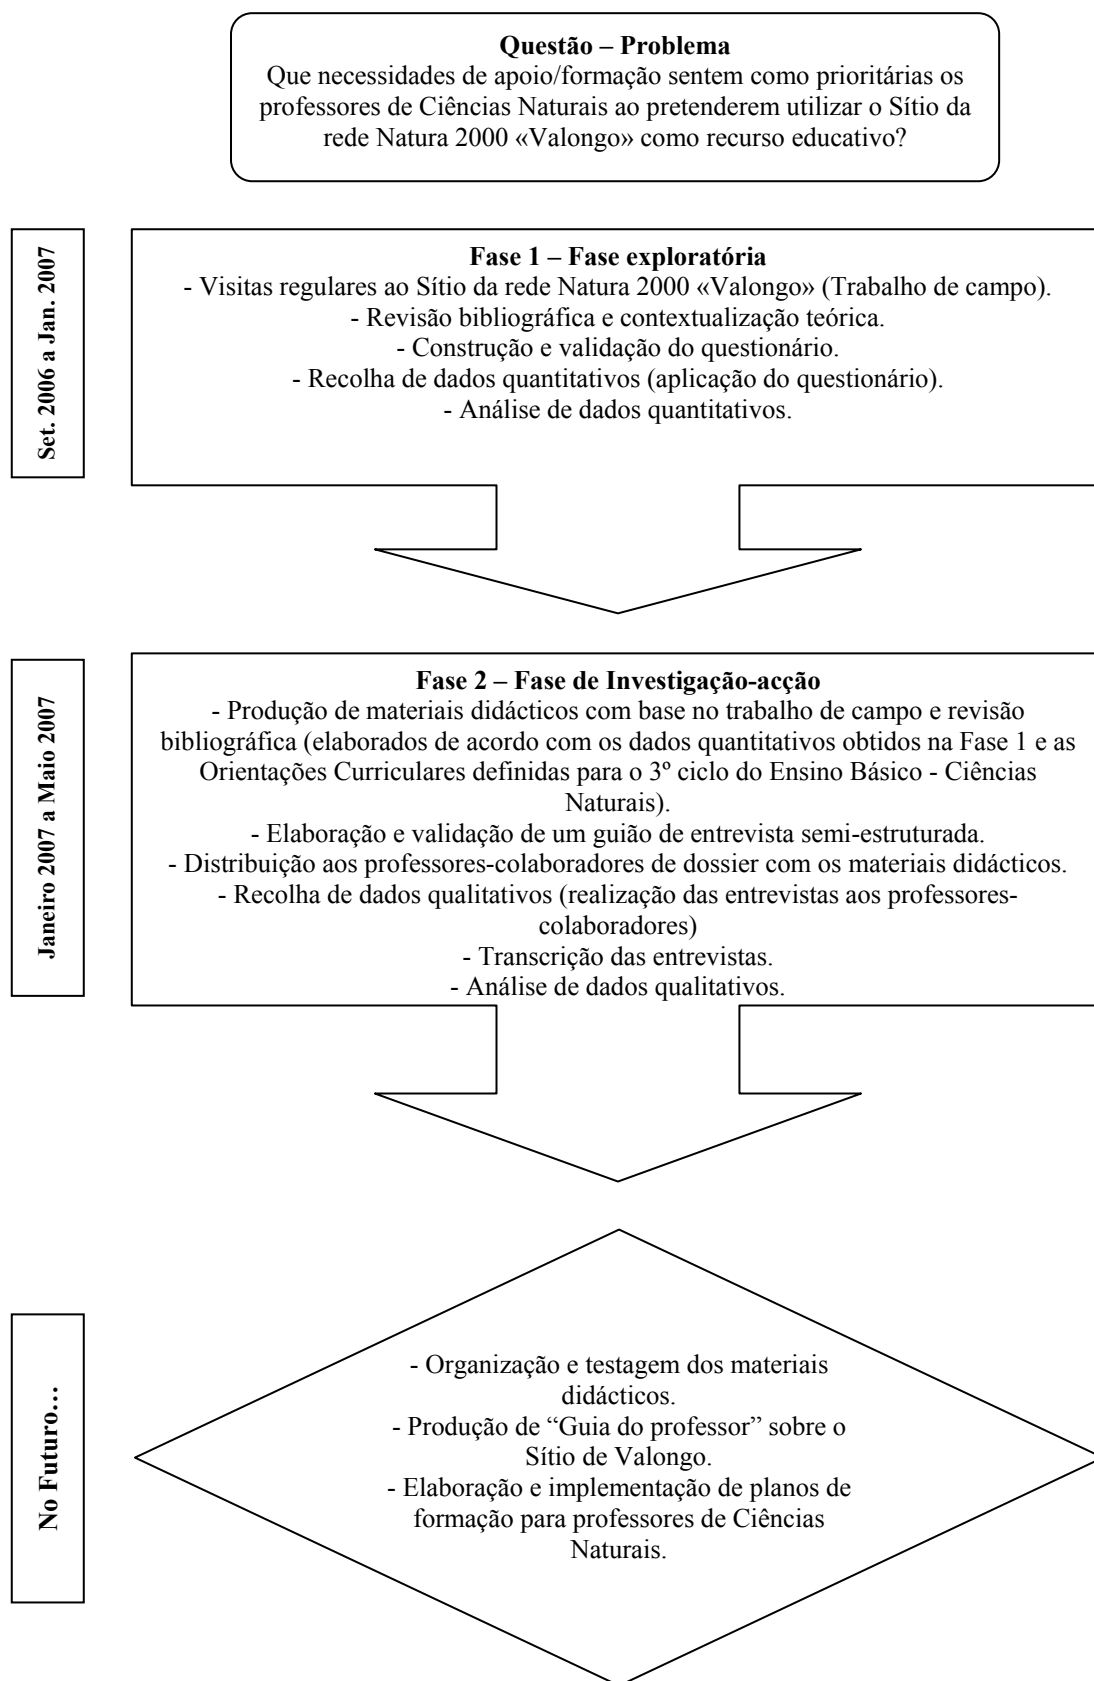 Questão – Problema
Que necessidades de apoio/formação sentem como prioritárias os
professores de Ciências Naturais ao pretenderem utilizar o Sítio da
rede Natura 2000 «Valongo» como recurso educativo?
Set. 2006 a Jan. 2007
Fase 1 – Fase exploratória
- Visitas regulares ao Sítio da rede Natura 2000 «Valongo» (Trabalho de campo).
- Revisão bibliográfica e contextualização teórica.
- Construção e validação do questionário.
- Recolha de dados quantitativos (aplicação do questionário).
- Análise de dados quantitativos.
Janeiro 2007 a Maio 2007
Fase 2 – Fase de Investigação-acção
- Produção de materiais didácticos com base no trabalho de campo e revisão
bibliográfica (elaborados de acordo com os dados quantitativos obtidos na Fase 1 e as
Orientações Curriculares definidas para o 3º ciclo do Ensino Básico - Ciências
Naturais).
- Elaboração e validação de um guião de entrevista semi-estruturada.
- Distribuição aos professores-colaboradores de dossier com os materiais didácticos.
- Recolha de dados qualitativos (realização das entrevistas aos professores-
colaboradores)
- Transcrição das entrevistas.
- Análise de dados qualitativos.
No Futuro…
- Organização e testagem dos materiais
didácticos.
- Produção de “Guia do professor” sobre o
Sítio de Valongo.
- Elaboração e implementação de planos de
formação para professores de Ciências
Naturais.